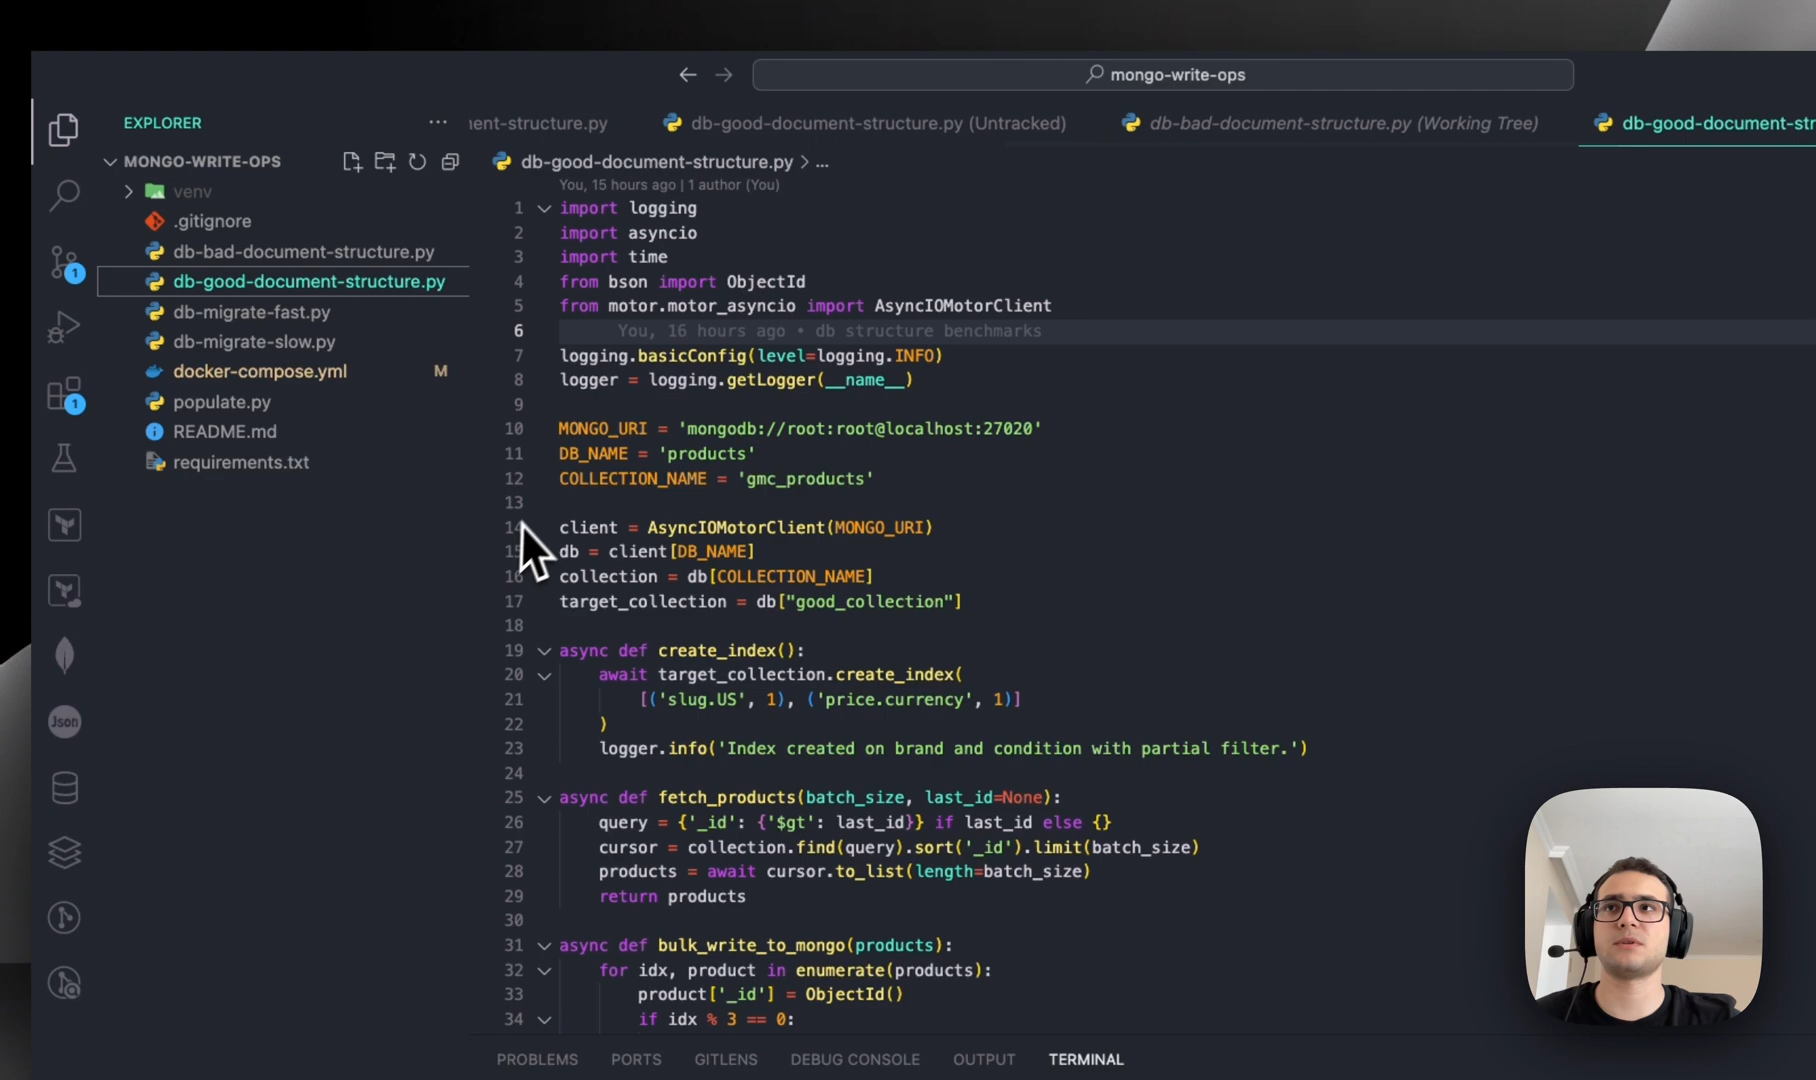 mongo-write-ops
EXPLORER
MONGO-WRITE-OPS
venv
.gitignore
db-bad-document-structure.py
db-good-document-structure.py
db-migrate-fast.py
db-migrate-slow.py
docker-compose.yml M
populate.py
README.md
requirements.txt
1
1
Json
ent-structure.py
db-good-document-structure.py (Untracked)
db-bad-document-structure.py (Working Tree)
db-good-document-str
db-good-document-structure.py > ...
You, 15 hours ago | 1 author (You)
1 import logging
2 import asyncio
3 import time
4 from bson import ObjectId
5 from motor.motor_asyncio import AsyncIOMotorClient
6 You, 16 hours ago • db structure benchmarks
7 logging.basicConfig(level=logging.INFO)
8 logger = logging.getLogger(__name__)
9
10 MONGO_URI = 'mongodb://root:root@localhost:27020'
11 DB_NAME = 'products'
12 COLLECTION_NAME = 'gmc_products'
13
14 client = AsyncIOMotorClient(MONGO_URI)
15 db = client[DB_NAME]
16 collection = db[COLLECTION_NAME]
17 target_collection = db["good_collection"]
18
19 async def create_index():
20 await target_collection.create_index(
21 [('slug.US', 1), ('price.currency', 1)]
22 )
23 logger.info('Index created on brand and condition with partial filter.')
24
25 async def fetch_products(batch_size, last_id=None):
26 query = {'_id': {'$gt': last_id}} if last_id else {}
27 cursor = collection.find(query).sort('_id').limit(batch_size)
28 products = await cursor.to_list(length=batch_size)
29 return products
30
31 async def bulk_write_to_mongo(products):
32 for idx, product in enumerate(products):
33 product['_id'] = ObjectId()
34 if idx % 3 == 0:
PROBLEMS PORTS GITLENS DEBUG CONSOLE OUTPUT TERMINAL